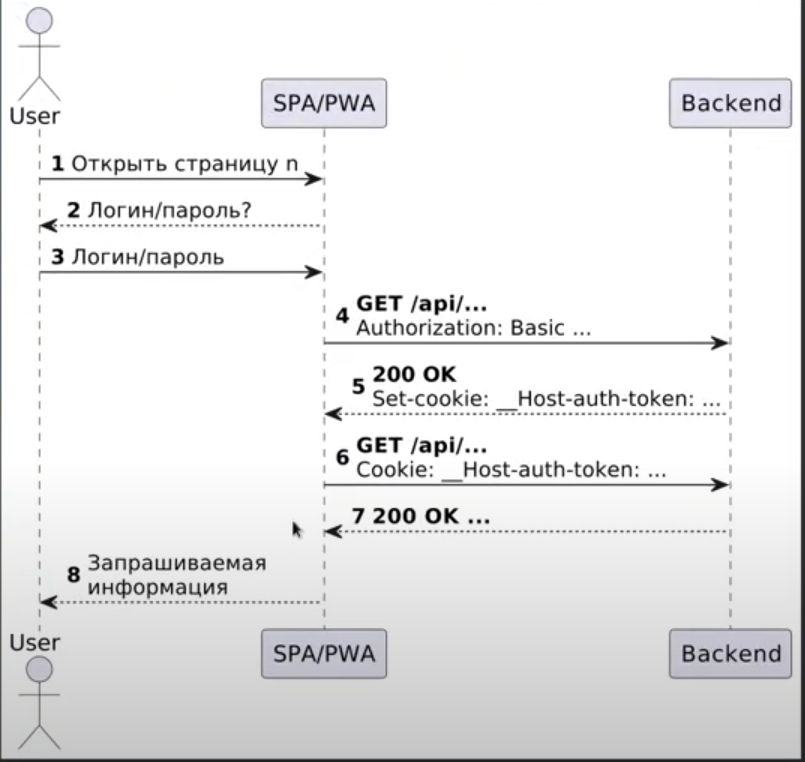 User
SPA/PWA
Backend
1 Открыть страницу n
2 Логин/пароль?
3 Логин/пароль
4 GET /api/...
Authorization: Basic ...
5 200 OK
Set-cookie: __Host-auth-token: ...
6 GET /api/...
Cookie: __Host-auth-token: ...
7 200 OK ...
8 Запрашиваемая
информация
User
SPA/PWA
Backend